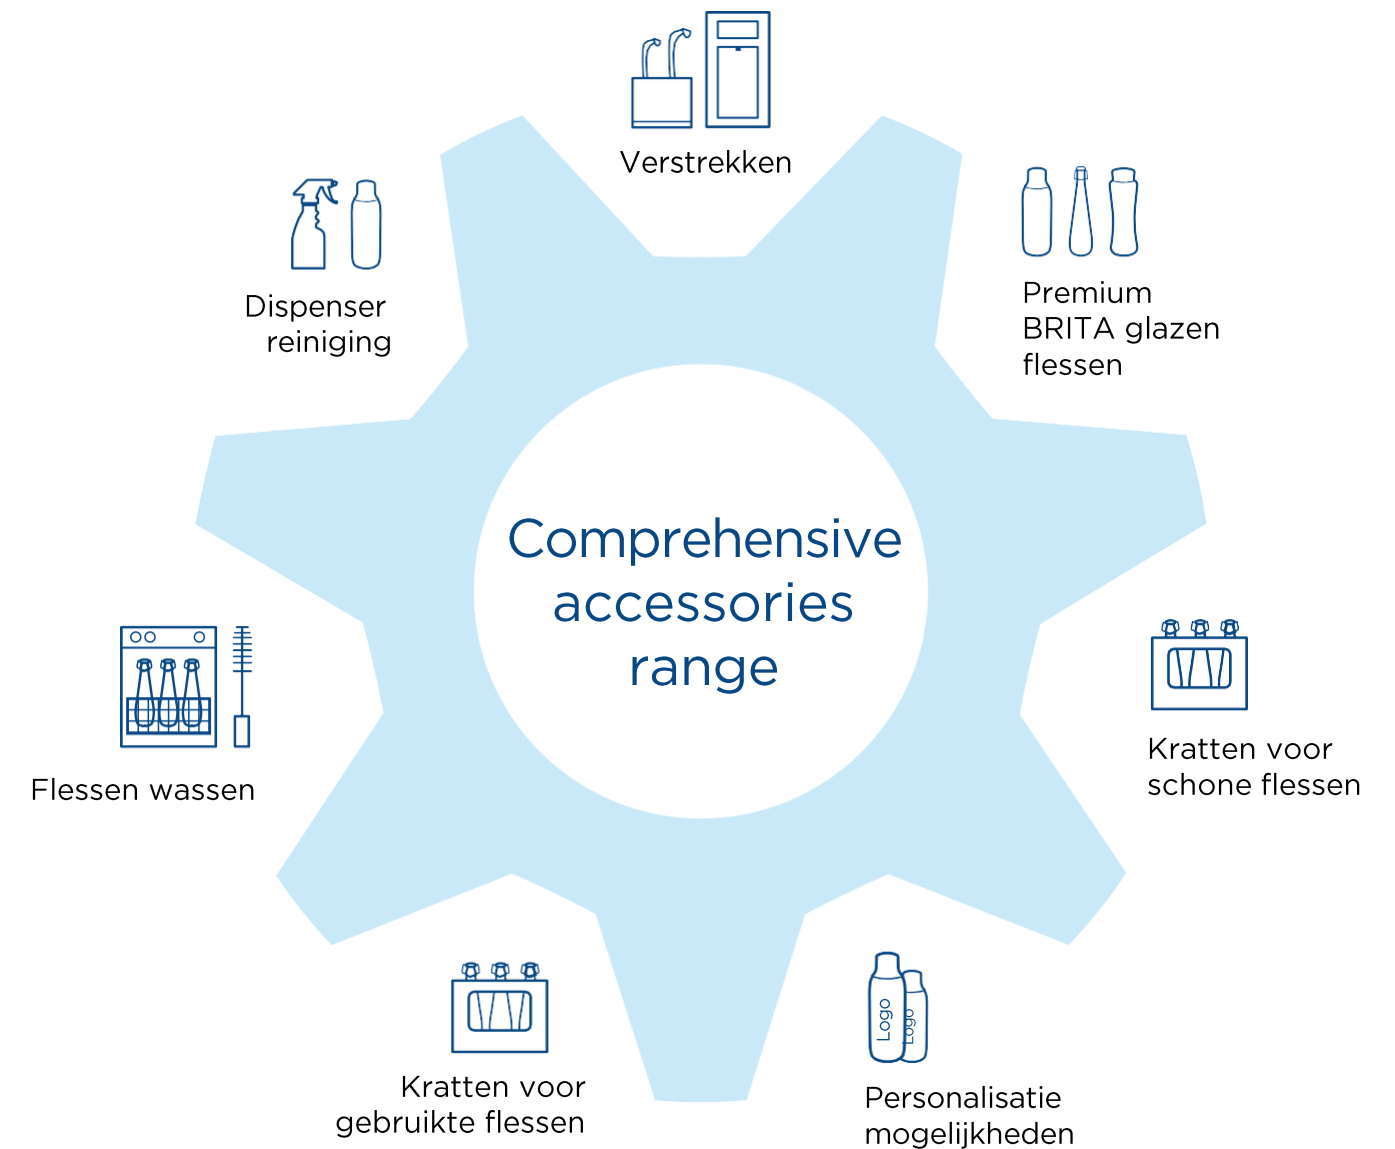 Verstrekken
Premium
BRITA glazen
flessen
Kratten voor
schone flessen
Logo
Logo
Personalisatie
mogelijkheden
Kratten voor
gebruikte flessen
Flessen wassen
Dispenser
reiniging
Comprehensive
accessories
range